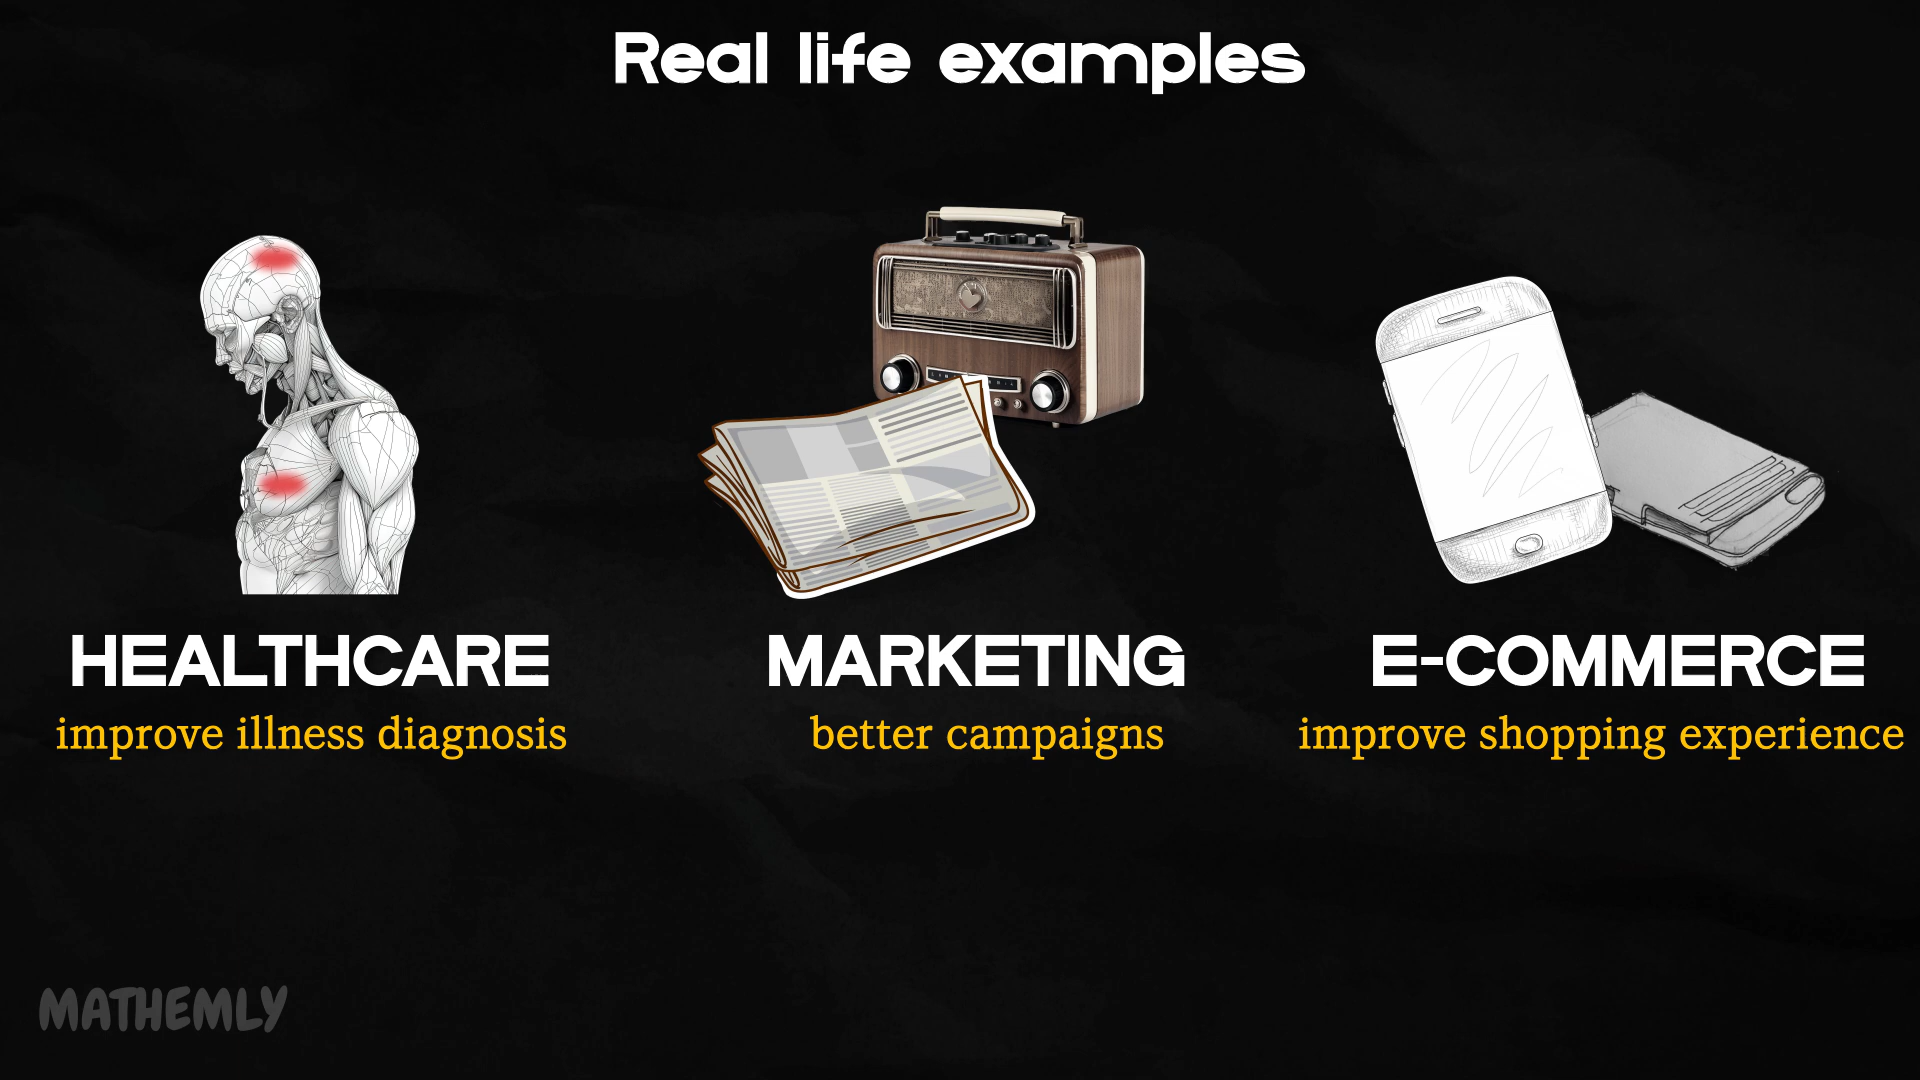 Real life examples
HEALTHCARE
improve illness diagnosis
MARKETING
better campaigns
E-COMMERCE
improve shopping experience
MATHEMLY